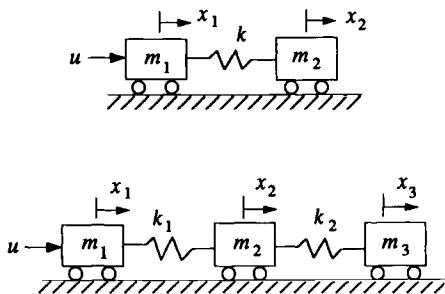 x₁ x₂
k
u m₁ m₂
x₁ x₂ x₃
k₁ k₂
u m₁ m₂ m₃